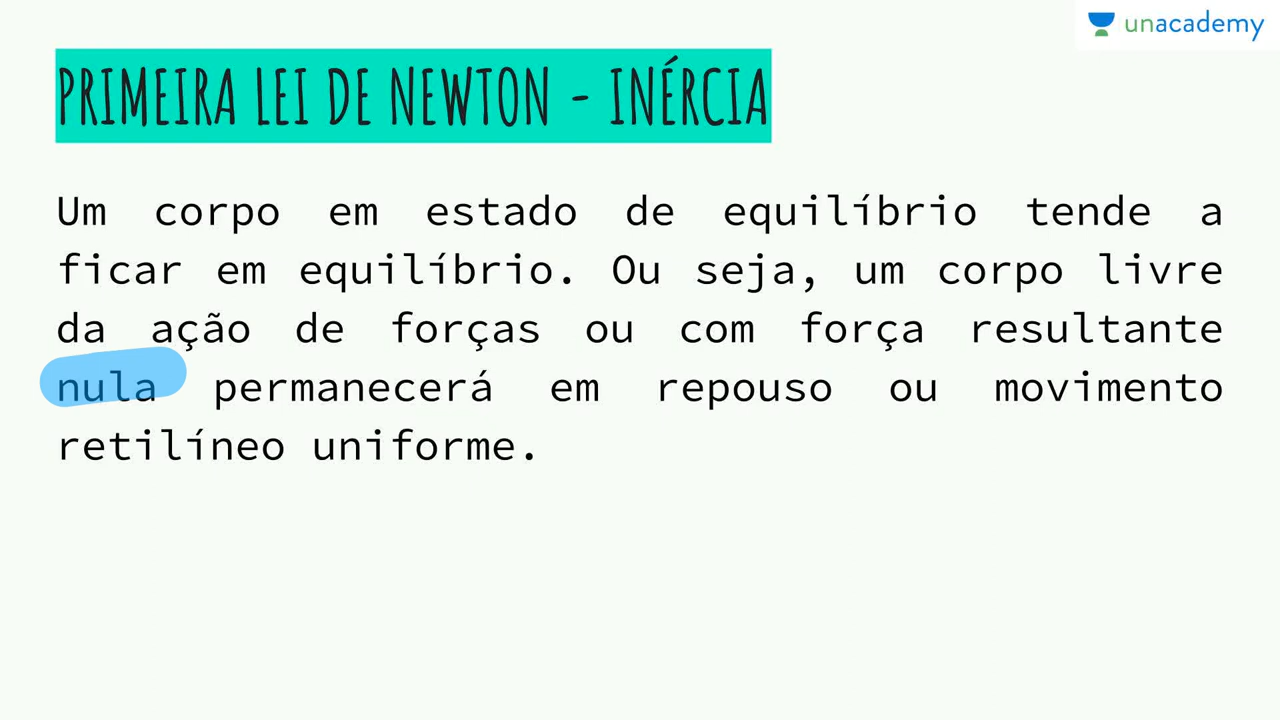 unacademy
PRIMEIRA LEI DE NEWTON - INÉRCIA
Um corpo em estado de equilíbrio tende a
ficar em equilíbrio. Ou seja, um corpo livre
da ação de forças ou com força resultante
nula permanecerá em repouso ou movimento
retilíneo uniforme.